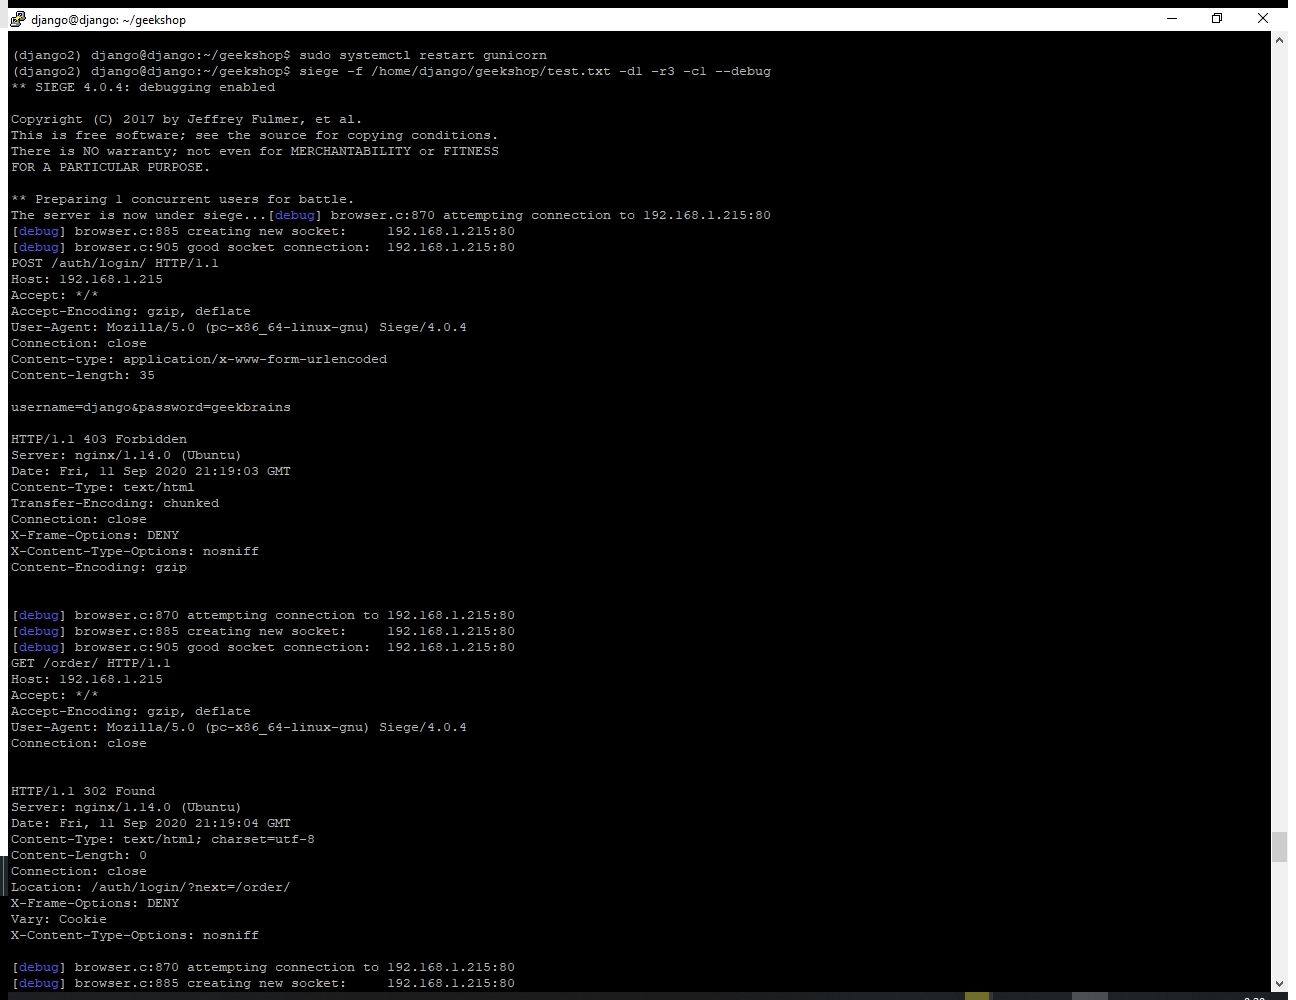 django@django: ~/geekshop
(django2) django@django:~/geekshop$ sudo systemctl restart gunicorn
(django2) django@django:~/geekshop$ siege -f /home/django/geekshop/test.txt -d1 -r3 -c1 --debug
** SIEGE 4.0.4: debugging enabled
Copyright (C) 2017 by Jeffrey Fulmer, et al.
This is free software; see the source for copying conditions.
There is NO warranty; not even for MERCHANTABILITY or FITNESS
FOR A PARTICULAR PURPOSE.
** Preparing 1 concurrent users for battle.
The server is now under siege...[debug] browser.c:870 attempting connection to 192.168.1.215:80
[debug] browser.c:885 creating new socket:     192.168.1.215:80
[debug] browser.c:905 good socket connection:  192.168.1.215:80
POST /auth/login/ HTTP/1.1
Host: 192.168.1.215
Accept: */*
Accept-Encoding: gzip, deflate
User-Agent: Mozilla/5.0 (pc-x86_64-linux-gnu) Siege/4.0.4
Connection: close
Content-type: application/x-www-form-urlencoded
Content-length: 35
username=django&password=geekbrains
HTTP/1.1 403 Forbidden
Server: nginx/1.14.0 (Ubuntu)
Date: Fri, 11 Sep 2020 21:19:03 GMT
Content-Type: text/html
Transfer-Encoding: chunked
Connection: close
X-Frame-Options: DENY
X-Content-Type-Options: nosniff
Content-Encoding: gzip
[debug] browser.c:870 attempting connection to 192.168.1.215:80
[debug] browser.c:885 creating new socket:     192.168.1.215:80
[debug] browser.c:905 good socket connection:  192.168.1.215:80
GET /order/ HTTP/1.1
Host: 192.168.1.215
Accept: */*
Accept-Encoding: gzip, deflate
User-Agent: Mozilla/5.0 (pc-x86_64-linux-gnu) Siege/4.0.4
Connection: close
HTTP/1.1 302 Found
Server: nginx/1.14.0 (Ubuntu)
Date: Fri, 11 Sep 2020 21:19:04 GMT
Content-Type: text/html; charset=utf-8
Content-Length: 0
Connection: close
Location: /auth/login/?next=/order/
X-Frame-Options: DENY
Vary: Cookie
X-Content-Type-Options: nosniff
[debug] browser.c:870 attempting connection to 192.168.1.215:80
[debug] browser.c:885 creating new socket:     192.168.1.215:80